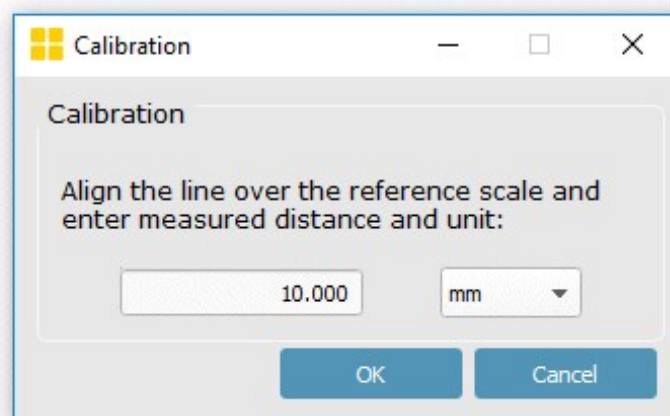 Calibration
Calibration
Align the line over the reference scale and
enter measured distance and unit:
10.000 mm
OK Cancel